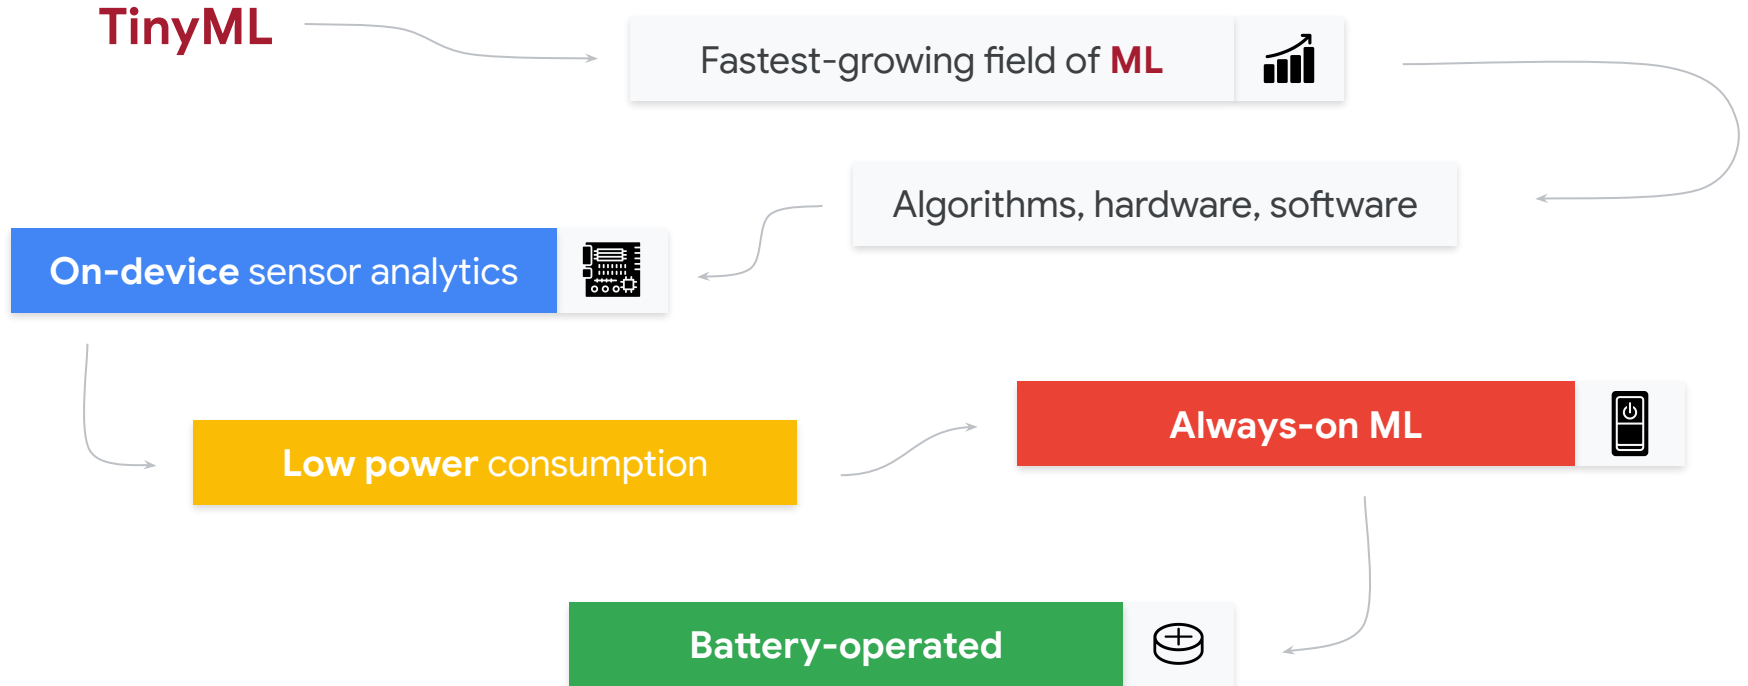 TinyML
Fastest-growing field of ML
Algorithms, hardware, software
On-device sensor analytics
Low power consumption
Always-on ML
Battery-operated